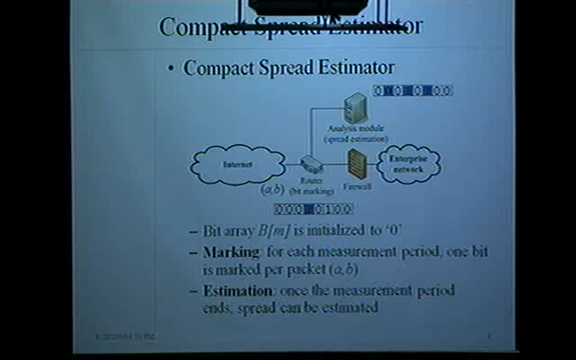 Compact Spread Estimator
• Compact Spread Estimator
Analysis module
(spread estimation)
Internet
Enterprise
network
Router
(bit marking)
Firewall
(a,b)
– Bit array B[m] is initialized to ‘0’
– Marking: for each measurement period, one bit
is marked per packet (a,b)
– Estimation: once the measurement period
ends, spread can be estimated